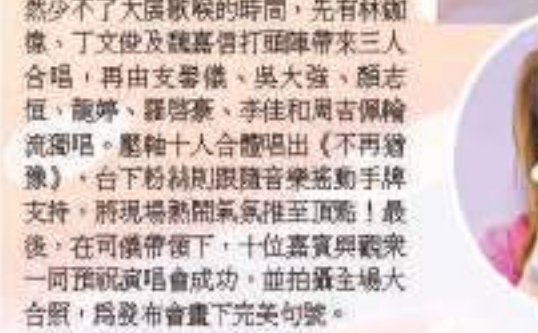 然少不了大展歌喉的時間，先有林鈿
傑、丁文俊及魏嘉信打頭陣帶來三人
合唱，再由支嚳儀、吳大強、顏志
恒、龍婷、羅啓豪、李佳和周吉佩輪
流獨唱。壓軸十人合體唱出《不再猶
豫》，台下粉絲則跟隨音樂搖動手牌
支持，將現場熱鬧氣氛推至頂點！最
後，在司儀帶領下，十位嘉賓與觀衆
一同預祝演唱會成功，並拍攝全場大
合照，爲發布會畫下完美句號。